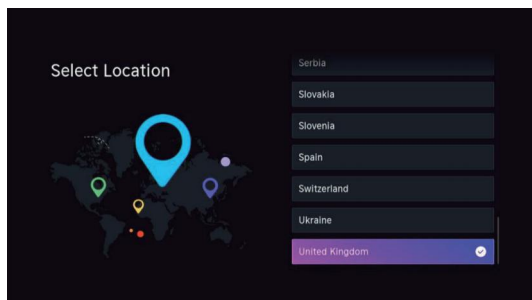 Select Location
Serbia
Slovakia
Slovenia
Spain
Switzerland
Ukraine
United Kingdom